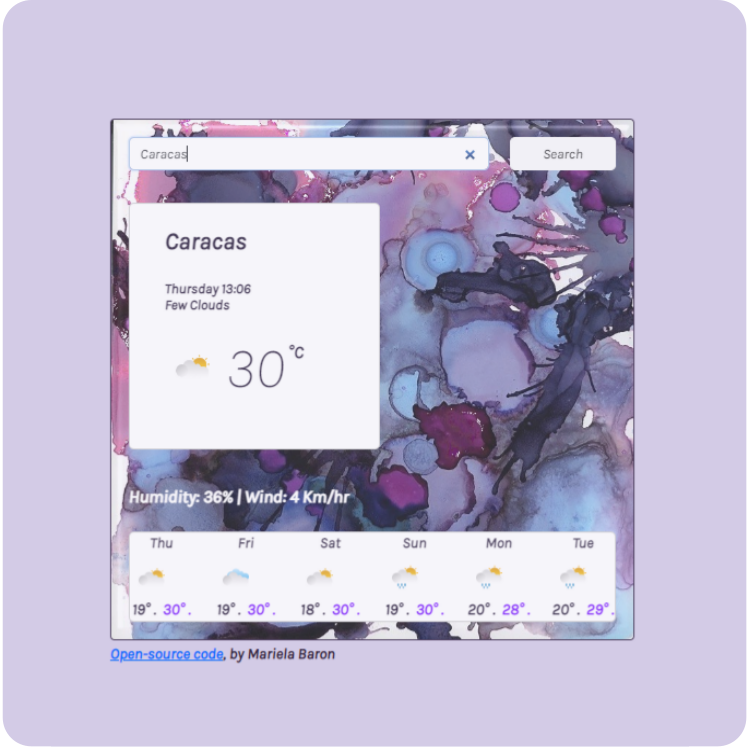 Caracas
Search
Caracas
Thursday 13:06
Few Clouds
30°C
Humidity: 36% | Wind: 4 Km/hr
Thu Fri Sat Sun Mon Tue
19°. 30°. 19°. 30°. 18°. 30°. 19°. 30°. 20°. 28°. 20°. 29°.
Open-source code, by Mariela Baron